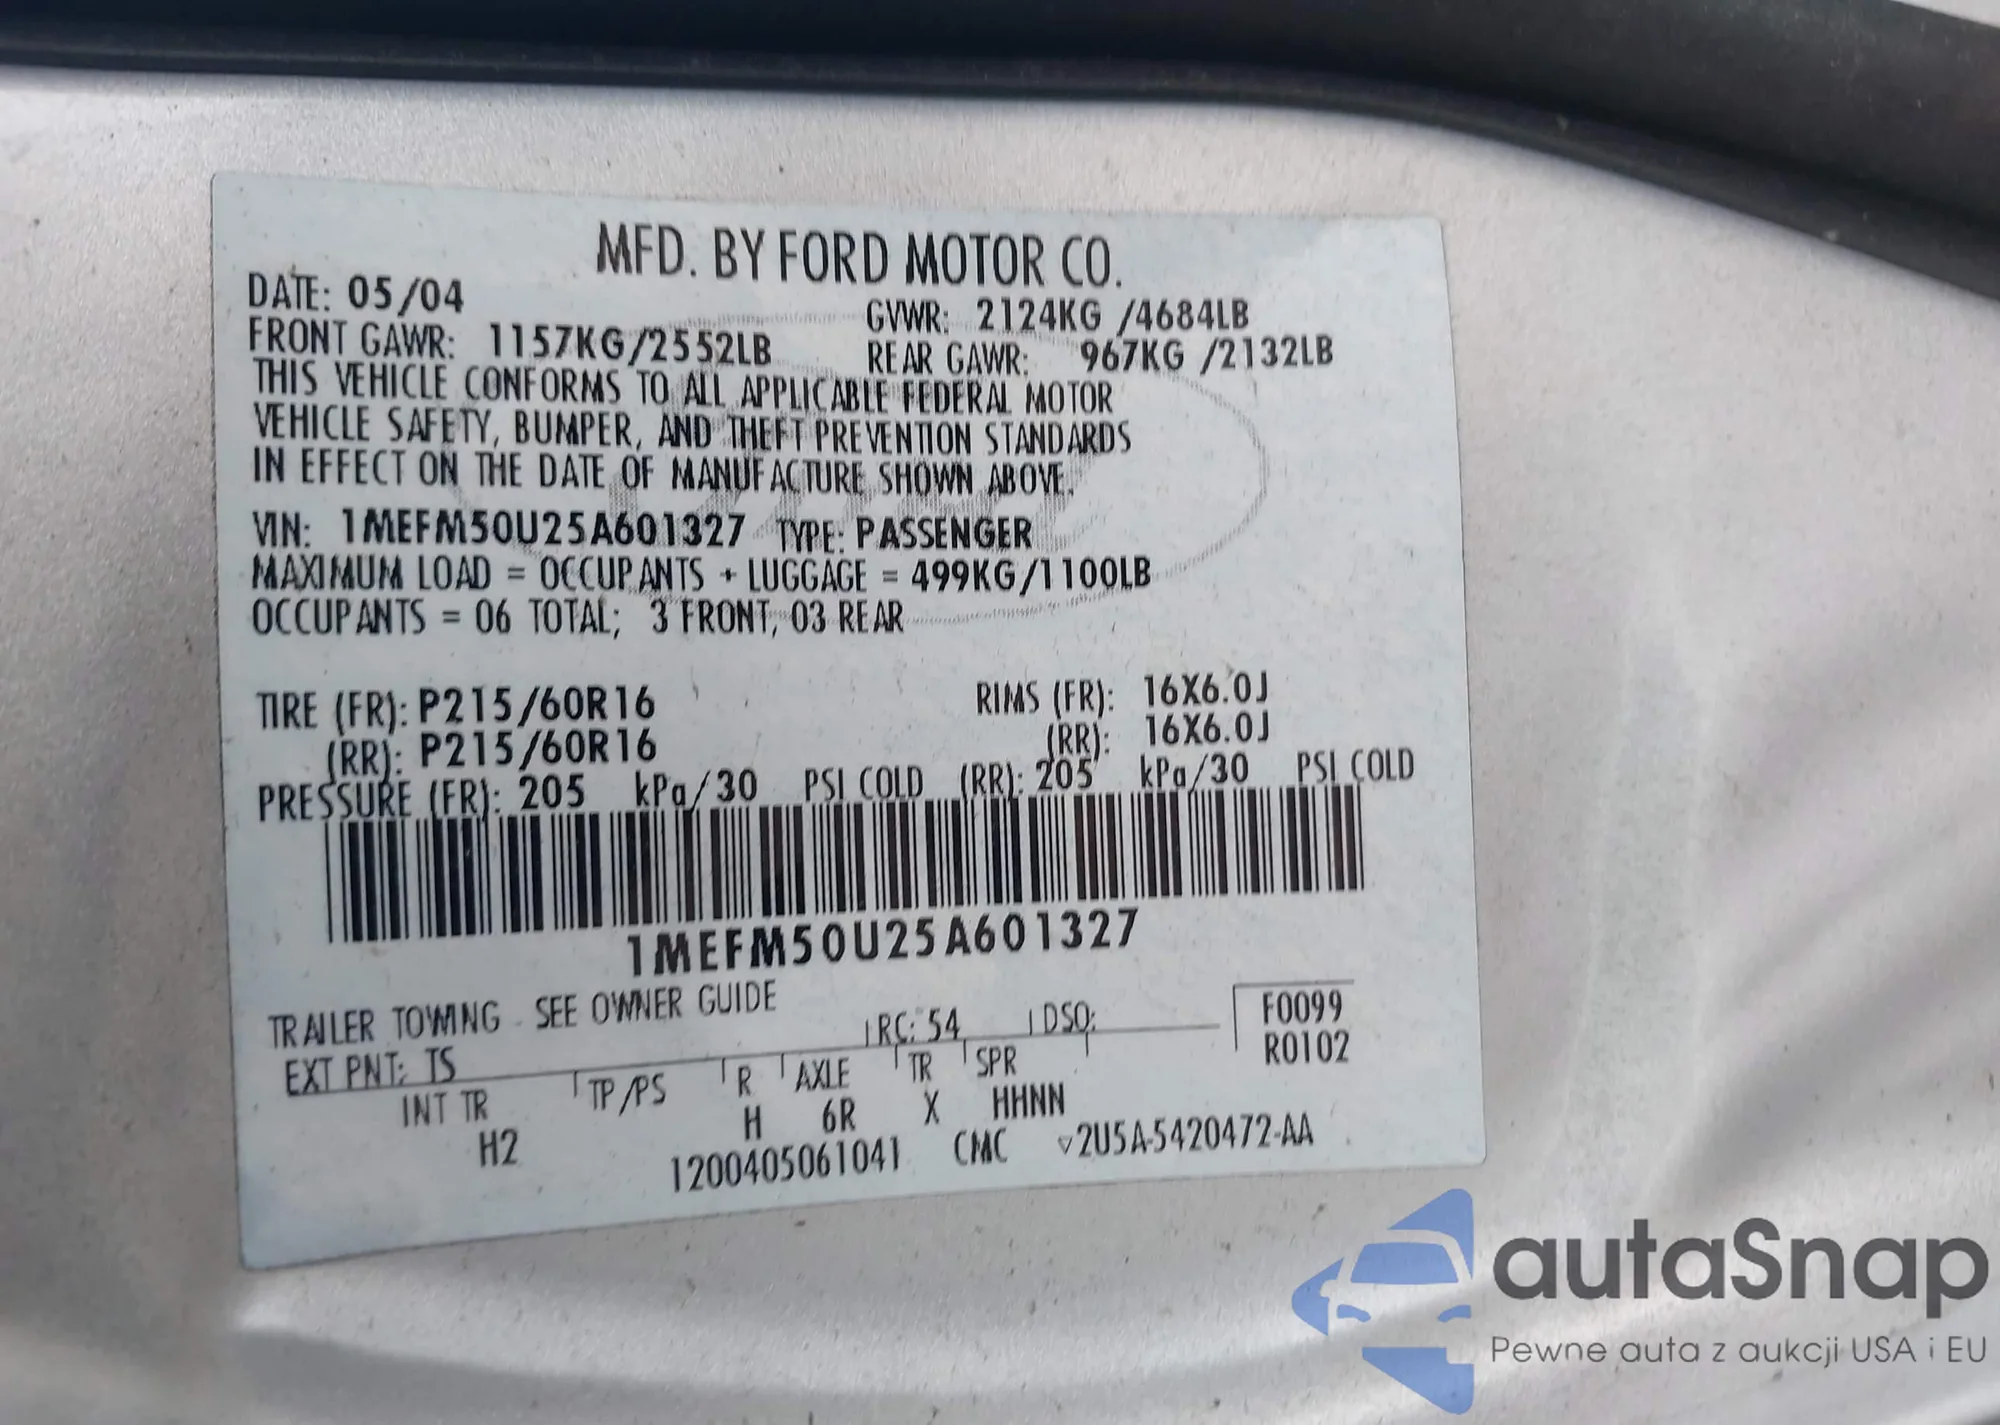 MFD. BY FORD MOTOR CO.
DATE: 05/04
GVWR: 2124KG /4684LB
FRONT GAWR: 1157KG/2552LB REAR GAWR: 967KG /2132LB
THIS VEHICLE CONFORMS TO ALL APPLICABLE FEDERAL MOTOR
VEHICLE SAFETY, BUMPER, AND THEFT PREVENTION STANDARDS
IN EFFECT ON THE DATE OF MANUFACTURE SHOWN ABOVE.
VIN: 1MEFM50U25A601327 TYPE: PASSENGER
MAXIMUM LOAD = OCCUPANTS + LUGGAGE = 499KG/1100LB
OCCUPANTS = 06 TOTAL; 3 FRONT, 03 REAR
TIRE (FR): P215/60R16 RIMS (FR): 16X6.0J
(RR): P215/60R16 (RR): 16X6.0J
PRESSURE (FR): 205 kPa/30 PSI COLD (RR): 205 kPa/30 PSI COLD
1MEFM50U25A601327
TRAILER TOWING - SEE OWNER GUIDE
EXT PNT: TS RC: 54 DSO: F0099
R0102
INT TR TP/PS R AXLE TR SPR
H2 H 6R X HHNN
1200405061041 CMC ▽2U5A-5420472-AA
autaSnap
Pewne auta z aukcji USA i EU